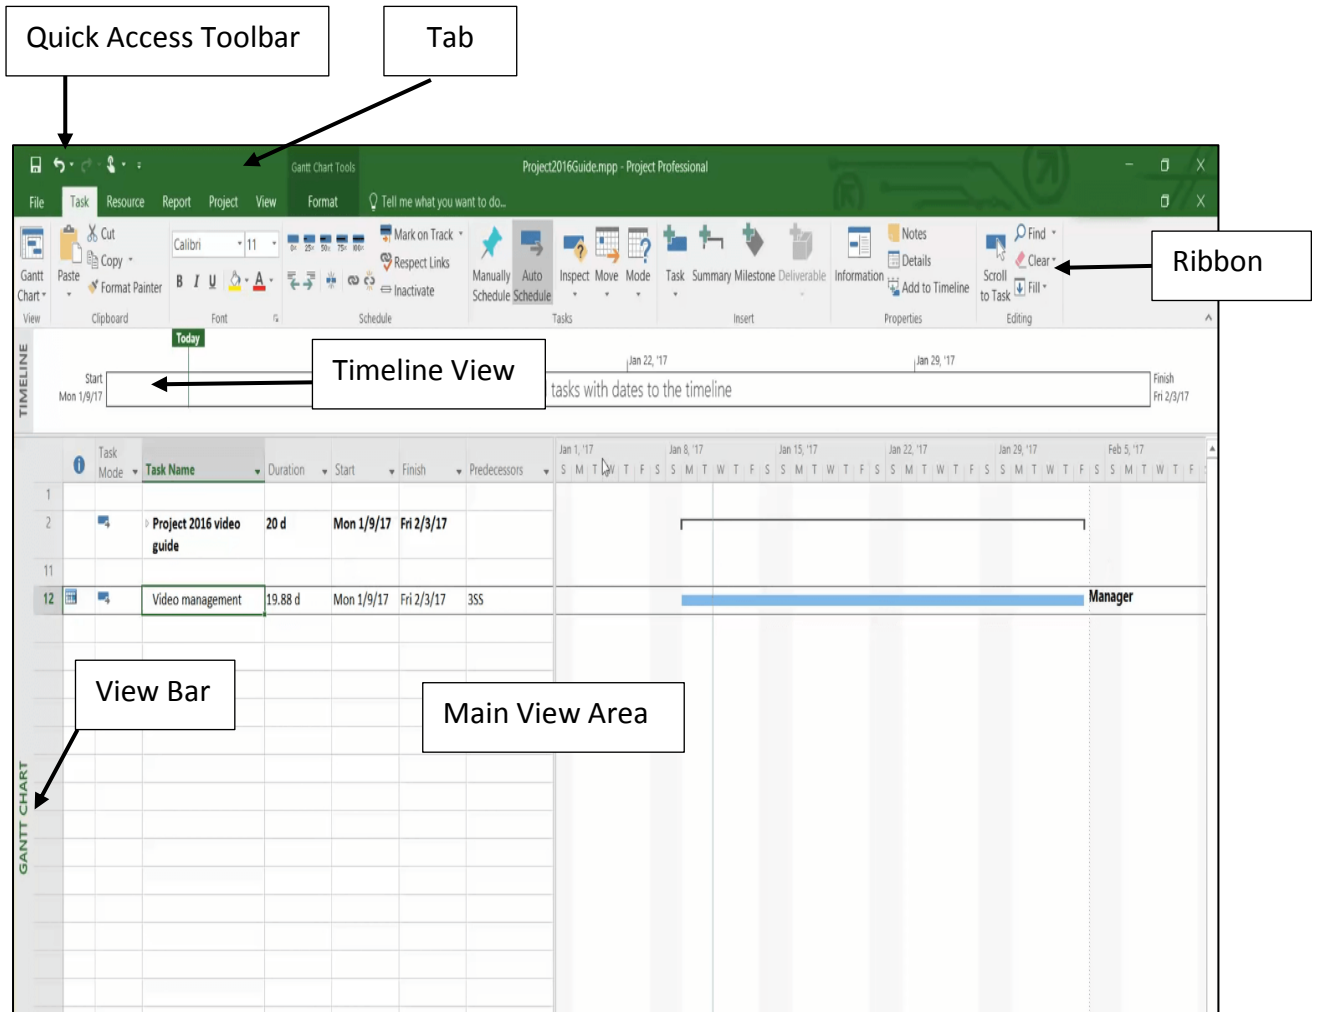 Quick Access Toolbar
Tab
Gantt Chart Tools
Project2016Guide.mpp - Project Professional
File Task Resource Report Project View Format Tell me what you want to do...
Cut
Copy
Format Painter
Paste
Gantt Chart
Calibri 11
B I U A
0% 25% 50% 75% 100%
Mark on Track
Respect Links
Inactivate
Manually Schedule
Auto Schedule
Inspect Move Mode
Task Summary Milestone Deliverable
Information
Notes
Details
Add to Timeline
Scroll to Task
Find
Clear
Fill
Ribbon
View Clipboard Font Schedule Tasks Insert Properties Editing
TIMELINE
Today
Timeline View
Jan 22, '17 Jan 29, '17
Start
Mon 1/9/17
tasks with dates to the timeline
Finish
Fri 2/3/17
Task Mode Task Name Duration Start Finish Predecessors
Jan 1, '17 Jan 8, '17 Jan 15, '17 Jan 22, '17 Jan 29, '17 Feb 5, '17
S M T W T F S S M T W T F S S M T W T F S S M T W T F S S M T W T F S S M T W T F
1
2 Project 2016 video guide 20 d Mon 1/9/17 Fri 2/3/17
11
12 Video management 19.88 d Mon 1/9/17 Fri 2/3/17 3SS Manager
View Bar
Main View Area
GANTT CHART